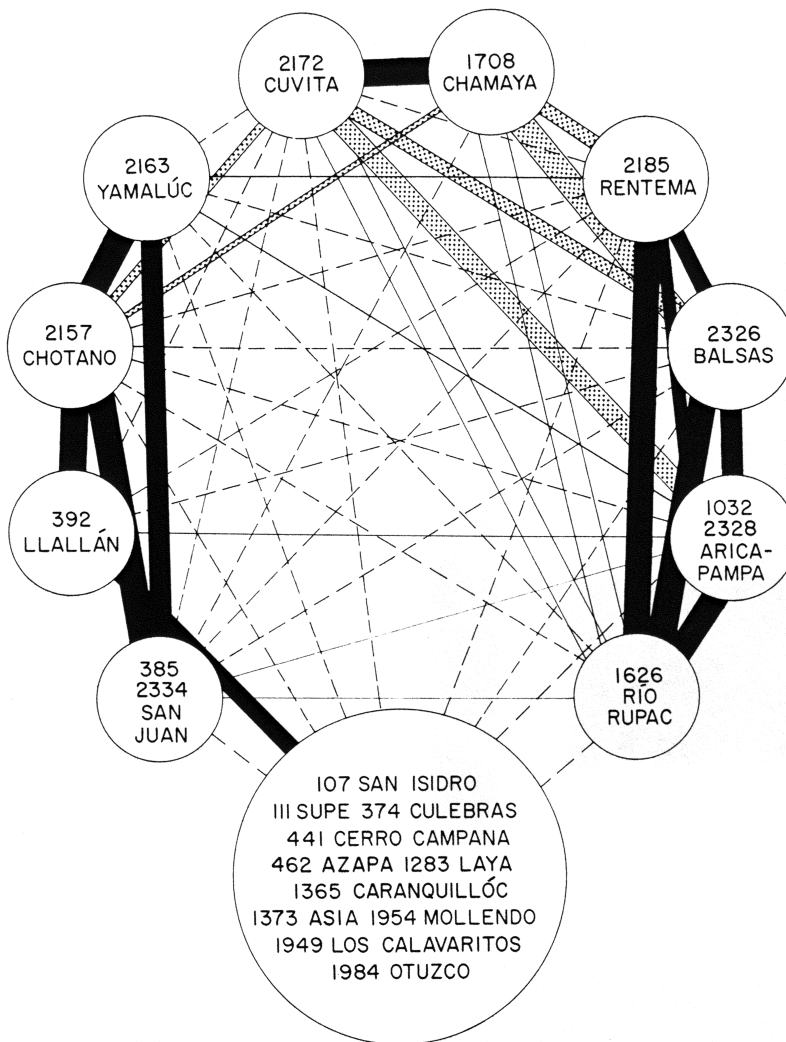 2172
CUVITA
1708
CHAMAYA
2163
YAMALÚC
2185
RENTEMA
2157
CHOTANO
2326
BALSAS
392
LLALLÁN
1032
2328
ARICA-
PAMPA
385
2334
SAN
JUAN
1626
RÍO
RUPAC
107 SAN ISIDRO
111 SUPE 374 CULEBRAS
441 CERRO CAMPANA
462 AZAPA 1283 LAYA
1365 CARANQUILLÓC
1373 ASIA 1954 MOLLENDO
1949 LOS CALAVARITOS
1984 OTUZCO